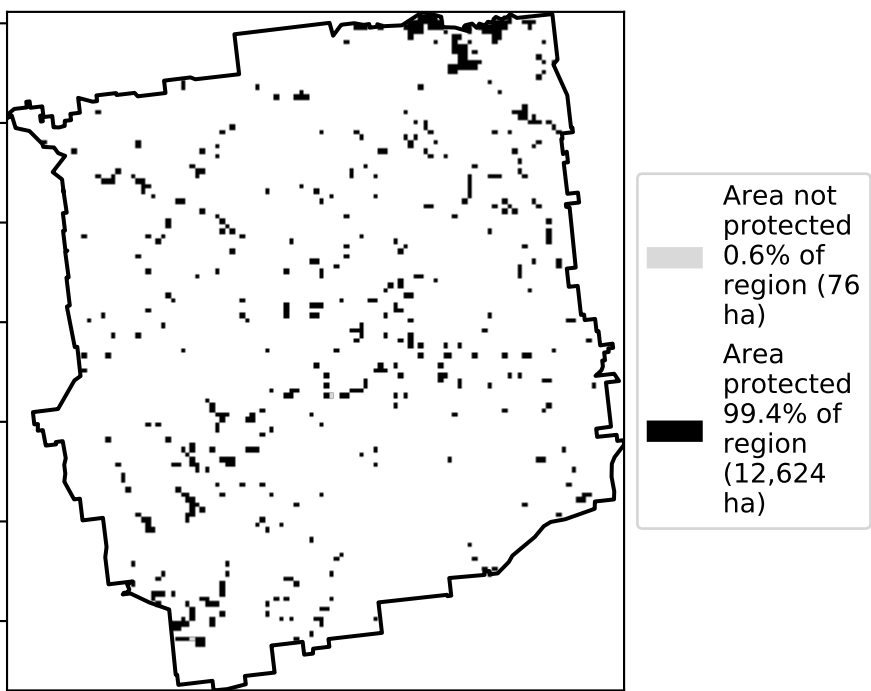 Area not
protected
0.6% of
region (76
ha)
Area
protected
99.4% of
region
(12,624
ha)